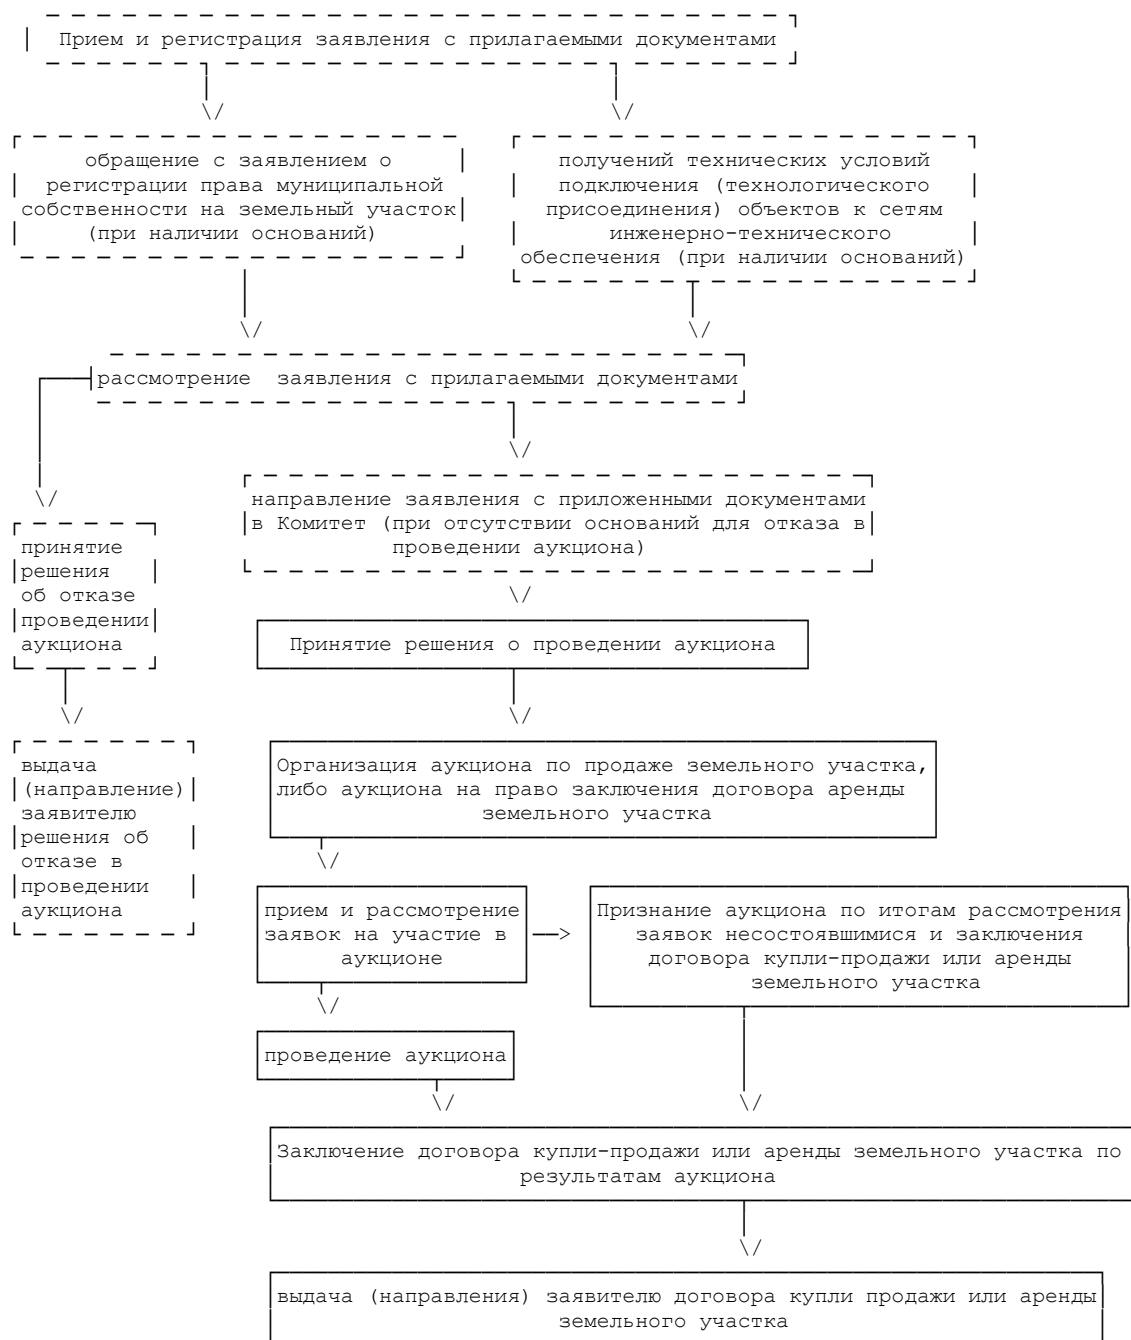 Прием и регистрация заявления с прилагаемыми документами
обращение с заявлением о
регистрации права муниципальной
собственности на земельный участок
(при наличии оснований)
получений технических условий
подключения (технологического
присоединения) объектов к сетям
инженерно-технического
обеспечения (при наличии оснований)
рассмотрение заявления с прилагаемыми документами
направление заявления с приложенными документами
в Комитет (при отсутствии оснований для отказа в
проведении аукциона)
принятие
решения
об отказе
проведении
аукциона
Принятие решения о проведении аукциона
выдача
(направление)
заявителю
решения об
отказе в
проведении
аукциона
Организация аукциона по продаже земельного участка,
либо аукциона на право заключения договора аренды
земельного участка
прием и рассмотрение
заявок на участие в
аукционе
Признание аукциона по итогам рассмотрения
заявок несостоявшимися и заключения
договора купли-продажи или аренды
земельного участка
проведение аукциона
Заключение договора купли-продажи или аренды земельного участка по
результатам аукциона
выдача (направления) заявителю договора купли продажи или аренды
земельного участка